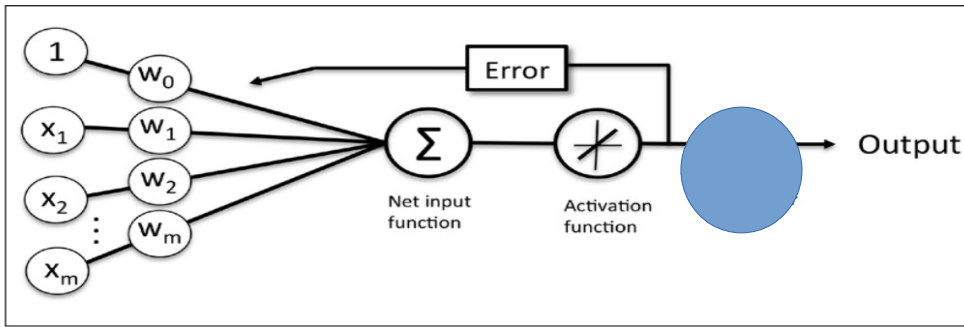 1
w0
Error
x1
w1
Σ
Output
x2
w2
Net input
function
Activation
function
⋮
wm
xm